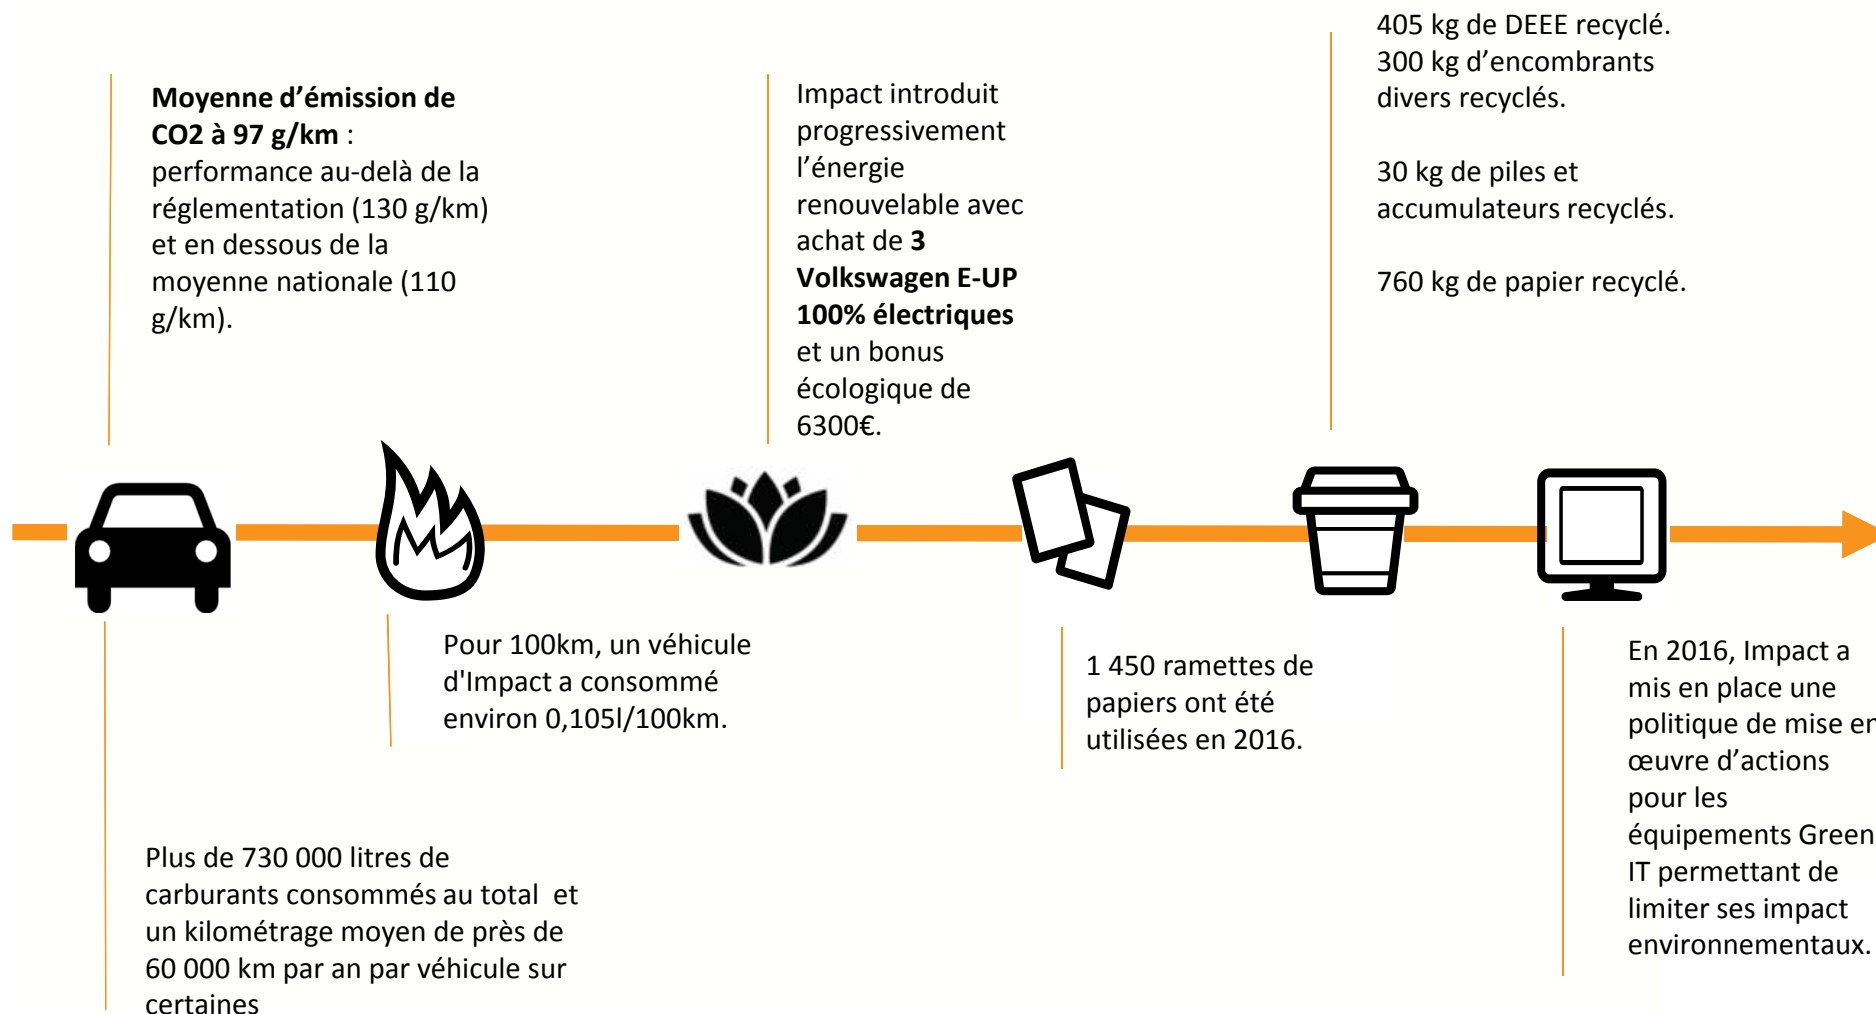 Moyenne d’émission de
CO2 à 97 g/km :
performance au-delà de la
réglementation (130 g/km)
et en dessous de la
moyenne nationale (110
g/km).
Impact introduit
progressivement
l’énergie
renouvelable avec
achat de 3
Volkswagen E-UP
100% électriques
et un bonus
écologique de
6300€.
405 kg de DEEE recyclé.
300 kg d’encombrants
divers recyclés.
30 kg de piles et
accumulateurs recyclés.
760 kg de papier recyclé.
Pour 100km, un véhicule
d'Impact a consommé
environ 0,105l/100km.
1 450 ramettes de
papiers ont été
utilisées en 2016.
En 2016, Impact a
mis en place une
politique de mise en
œuvre d’actions
pour les
équipements Green
IT permettant de
limiter ses impact
environnementaux.
Plus de 730 000 litres de
carburants consommés au total et
un kilométrage moyen de près de
60 000 km par an par véhicule sur
certaines